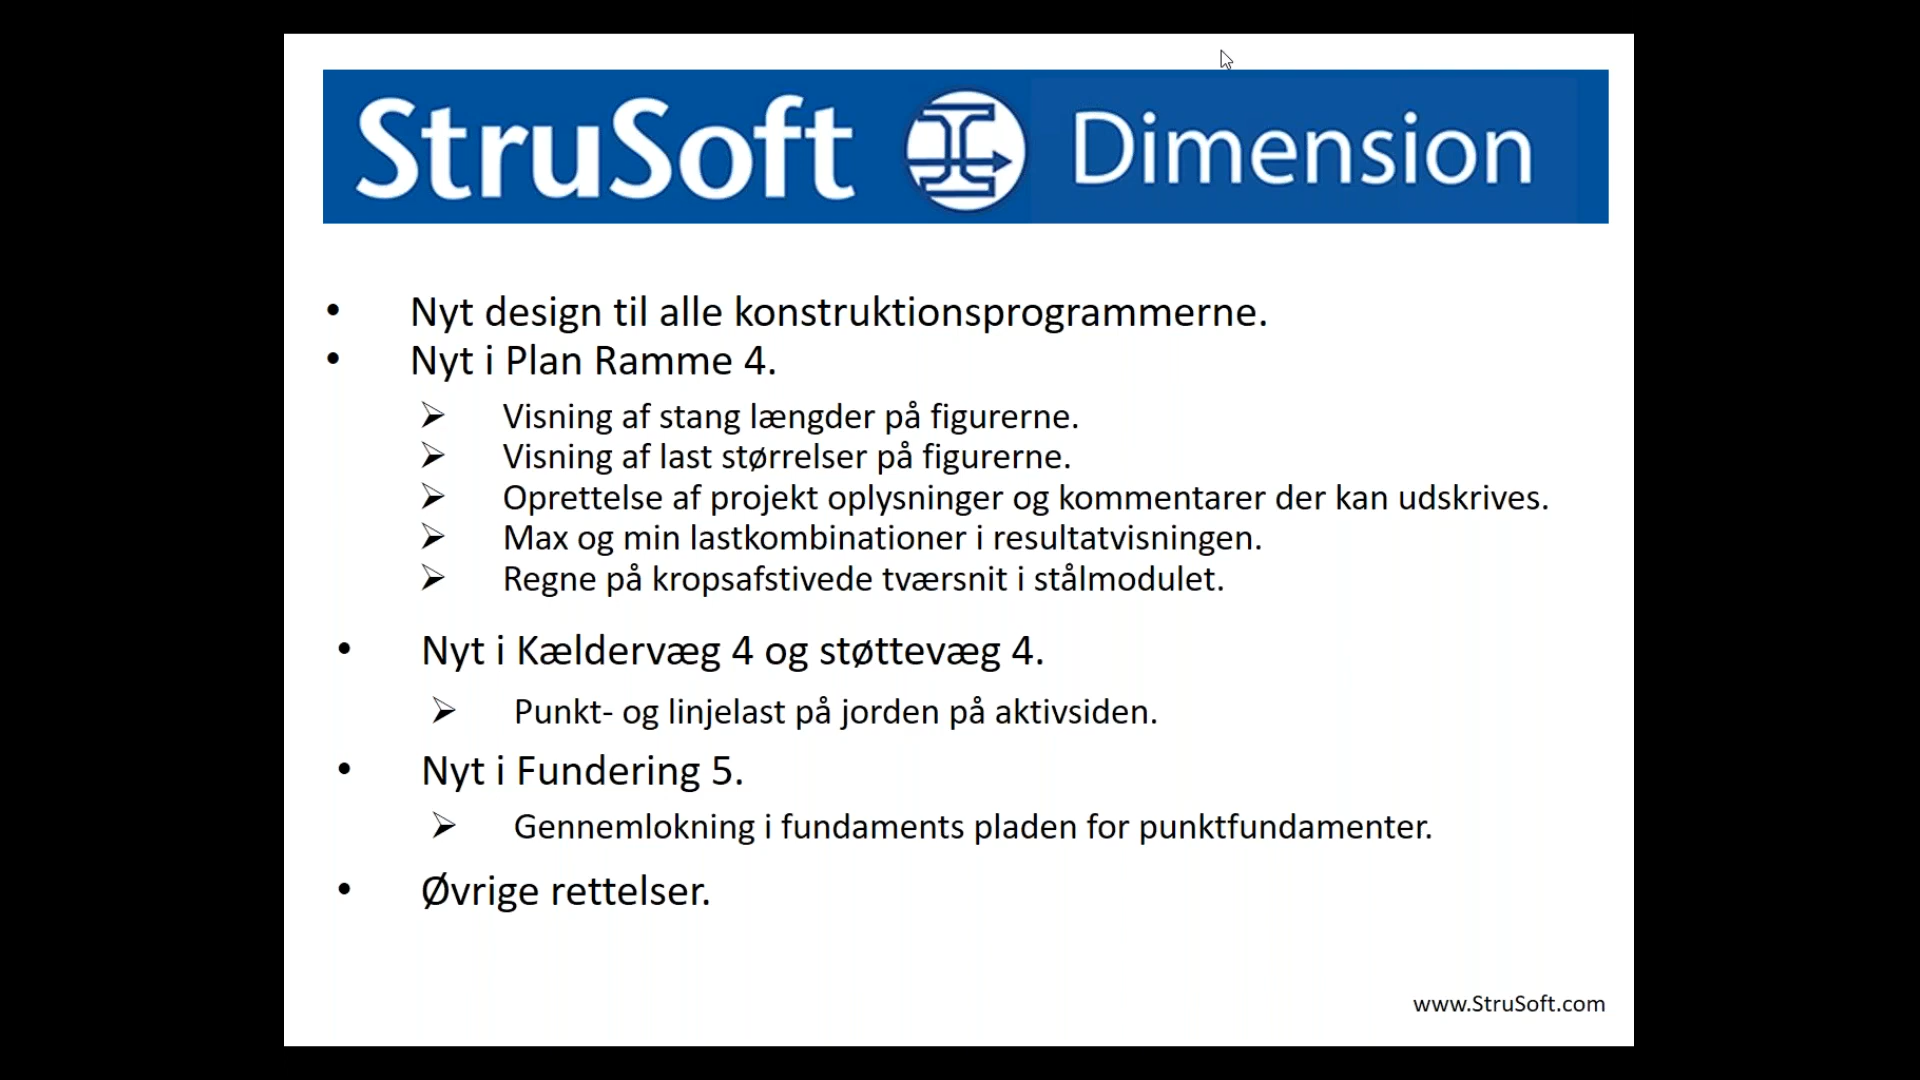 StruSoft Dimension
• Nyt design til alle konstruktionsprogrammerne.
• Nyt i Plan Ramme 4.
➢ Visning af stang længder på figurerne.
➢ Visning af last størrelser på figurerne.
➢ Oprettelse af projekt oplysninger og kommentarer der kan udskrives.
➢ Max og min lastkombinationer i resultatvisningen.
➢ Regne på kropsafstivede tværsnit i stålmodulet.
• Nyt i Kældervæg 4 og støttevæg 4.
➢ Punkt- og linjelast på jorden på aktivsiden.
• Nyt i Fundering 5.
➢ Gennemlokning i fundaments pladen for punktfundamenter.
• Øvrige rettelser.
www.StruSoft.com